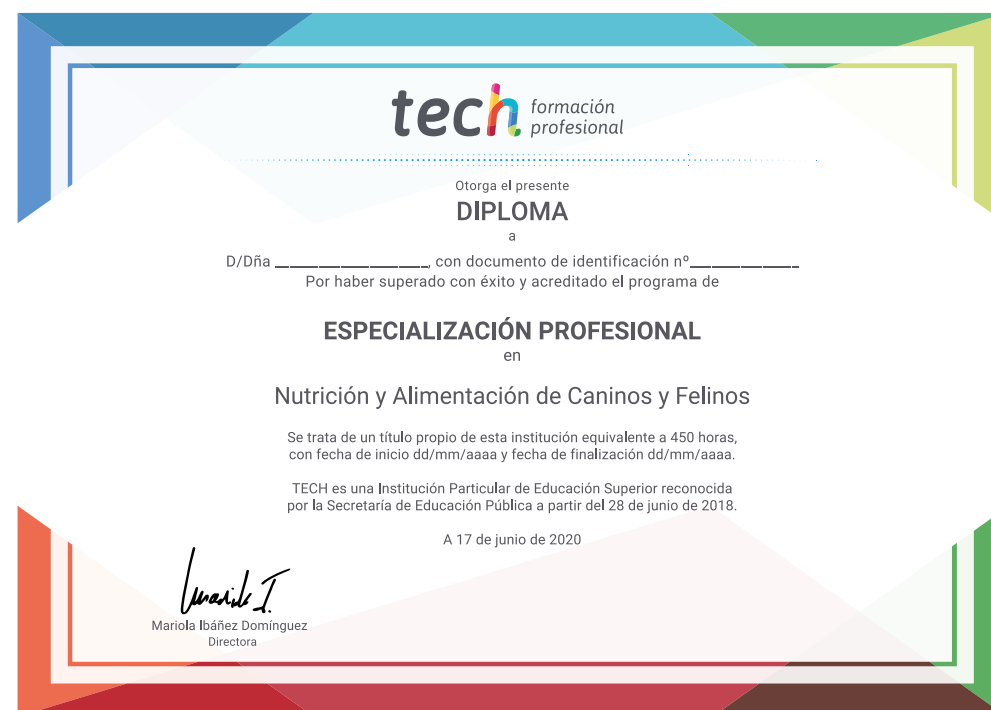 tech formación
profesional
Otorga el presente
DIPLOMA
a
D/Dña ____________________, con documento de identificación nº______________
Por haber superado con éxito y acreditado el programa de
ESPECIALIZACIÓN PROFESIONAL
en
Nutrición y Alimentación de Caninos y Felinos
Se trata de un título propio de esta institución equivalente a 450 horas,
con fecha de inicio dd/mm/aaaa y fecha de finalización dd/mm/aaaa.
TECH es una Institución Particular de Educación Superior reconocida
por la Secretaría de Educación Pública a partir del 28 de junio de 2018.
A 17 de junio de 2020
Mariola Ibáñez Domínguez
Directora